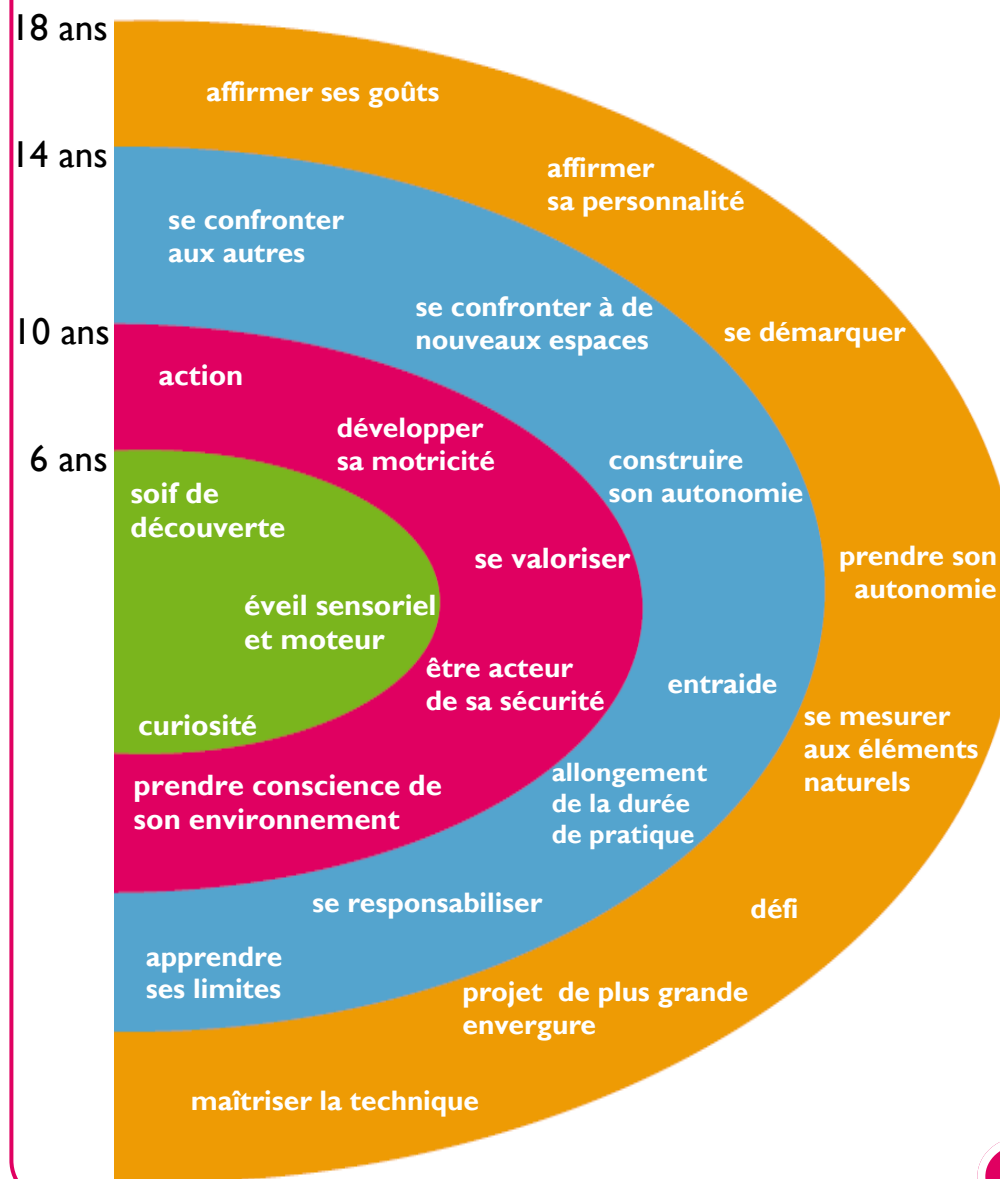 18 ans
affirmer ses goûts
14 ans
affirmer
sa personnalité
se confronter
aux autres
se confronter à de
nouveaux espaces
10 ans
se démarquer
action
développer
sa motricité
6 ans
construire
son autonomie
soif de
découverte
se valoriser
prendre son
autonomie
éveil sensoriel
et moteur
être acteur
de sa sécurité
entraide
curiosité
se mesurer
aux éléments
naturels
prendre conscience de
son environnement
allongement
de la durée
de pratique
se responsabiliser
défi
apprendre
ses limites
projet de plus grande
envergure
maîtriser la technique